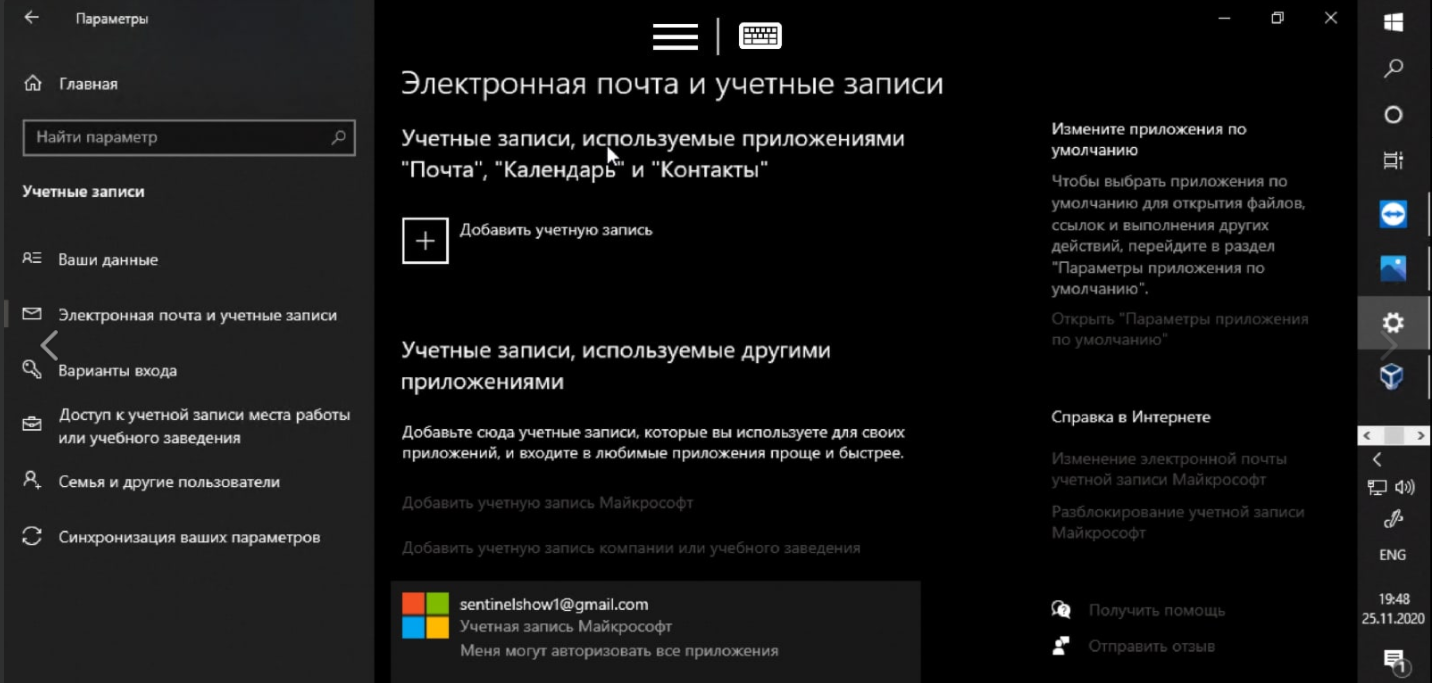 Параметры
Главная
Найти параметр
Учетные записи
Ваши данные
Электронная почта и учетные записи
Варианты входа
Доступ к учетной записи места работы
или учебного заведения
Семья и другие пользователи
Синхронизация ваших параметров
Электронная почта и учетные записи
Учетные записи, используемые приложениями
"Почта", "Календарь" и "Контакты"
Добавить учетную запись
Учетные записи, используемые другими
приложениями
Добавьте сюда учетные записи, которые вы используете для своих
приложений, и входите в любимые приложения проще и быстрее.
Добавить учетную запись Майкрософт
Добавить учетную запись компании или учебного заведения
sentinelshow1@gmail.com
Учетная запись Майкрософт
Меня могут авторизовать все приложения
Измените приложения по
умолчанию
Чтобы выбрать приложения по
умолчанию для открытия файлов,
ссылок и выполнения других
действий, перейдите в раздел
"Параметры приложения по
умолчанию".
Открыть "Параметры приложения
по умолчанию"
Справка в Интернете
Изменение электронной почты
учетной записи Майкрософт
Разблокирование учетной записи
Майкрософт
Получить помощь
Отправить отзыв
ENG
19:48
25.11.2020
1